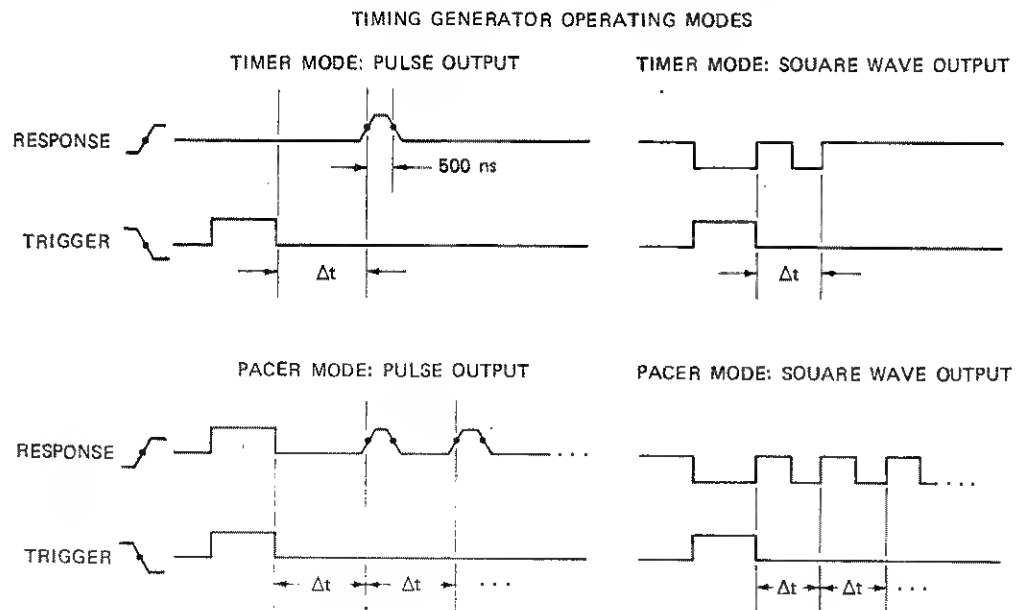 TIMING GENERATOR OPERATING MODES
TIMER MODE: PULSE OUTPUT
TIMER MODE: SOUARE WAVE OUTPUT
RESPONSE
500 ns
TRIGGER
Δt
Δt
PACER MODE: PULSE OUTPUT
PACER MODE: SOUARE WAVE OUTPUT
RESPONSE
. . .
. . . .
TRIGGER
Δt Δt . . .
Δt Δt . . .